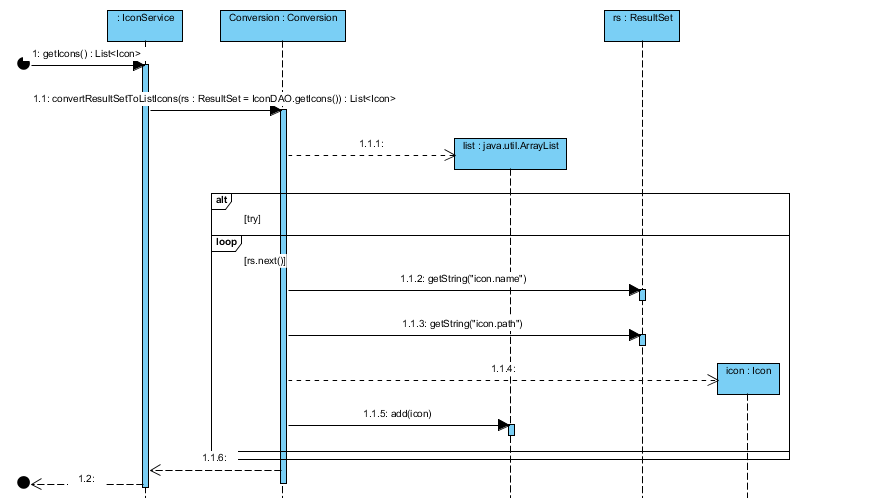 : IconService
Conversion : Conversion
rs : ResultSet
1: getIcons() : List<Icon>
1.1: convertResultSetToListIcons(rs : ResultSet = IconDAO.getIcons()) : List<Icon>
1.1.1:
list : java.util.ArrayList
alt
[try]
loop
[rs.next()]
1.1.2: getString("icon.name")
1.1.3: getString("icon.path")
1.1.4:
icon : Icon
1.1.5: add(icon)
1.1.6:
1.2: